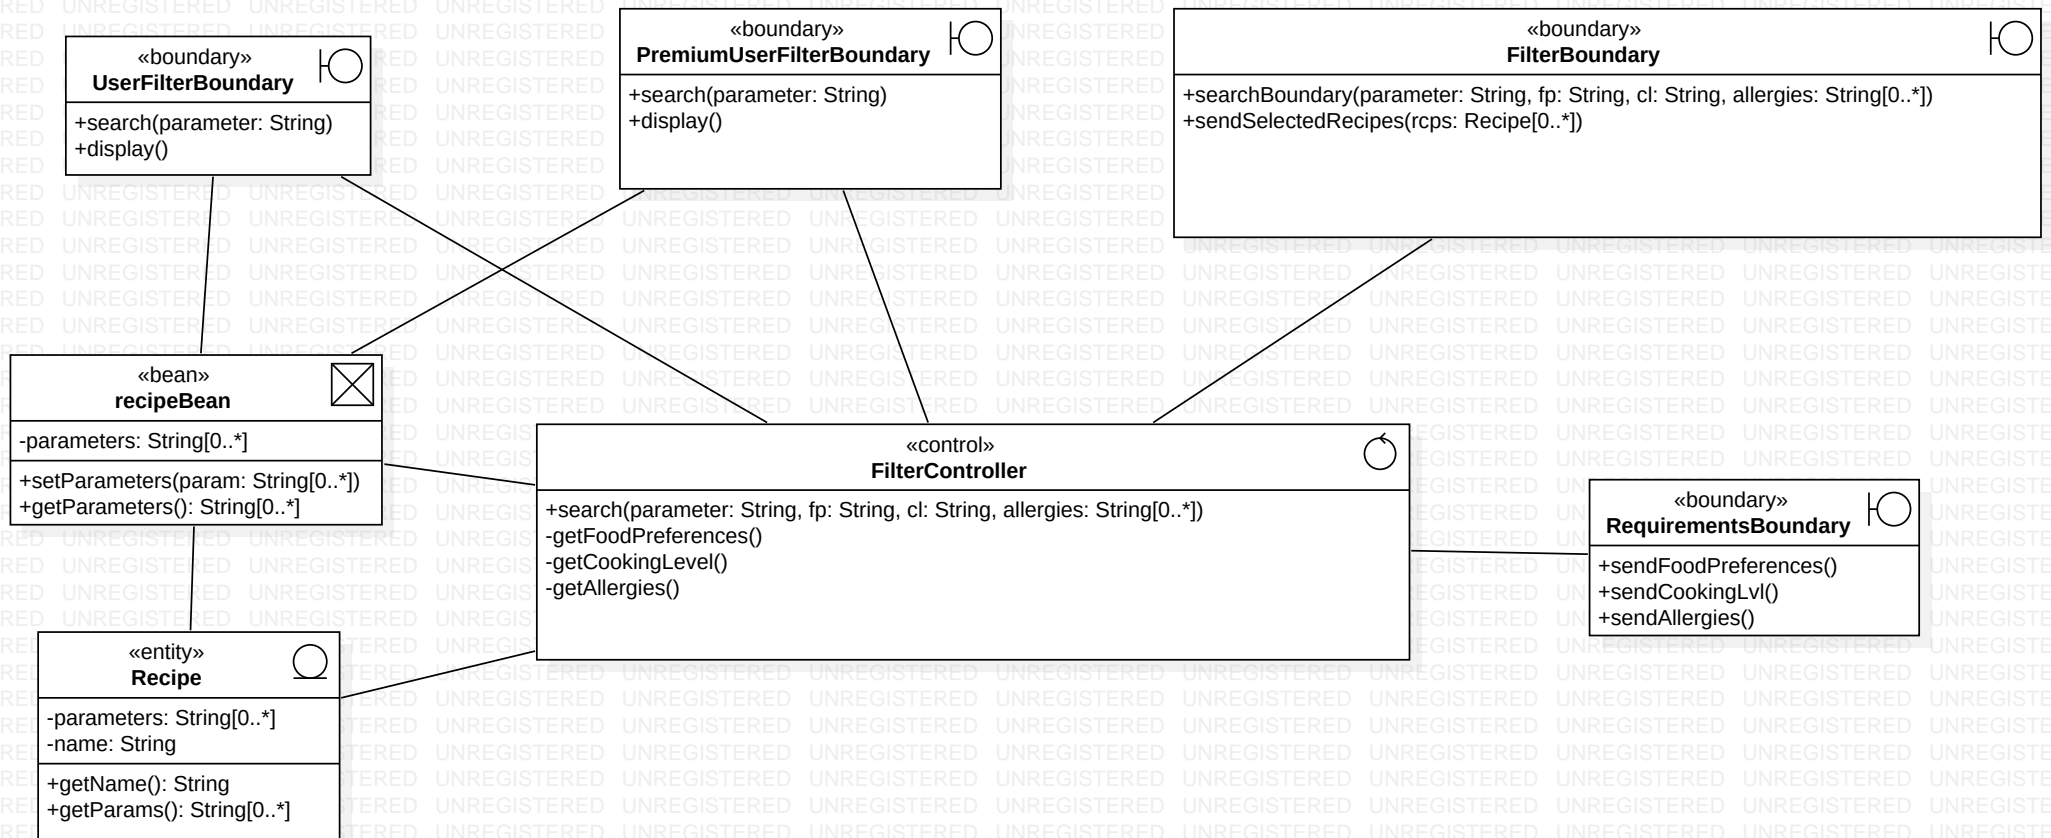 «boundary»
UserFilterBoundary
+search(parameter: String)
+display()
«boundary»
PremiumUserFilterBoundary
+search(parameter: String)
+display()
«boundary»
FilterBoundary
+searchBoundary(parameter: String, fp: String, cl: String, allergies: String[0..*])
+sendSelectedRecipes(rcps: Recipe[0..*])
«bean»
recipeBean
-parameters: String[0..*]
+setParameters(param: String[0..*])
+getParameters(): String[0..*]
«control»
FilterController
+search(parameter: String, fp: String, cl: String, allergies: String[0..*])
-getFoodPreferences()
-getCookingLevel()
-getAllergies()
«boundary»
RequirementsBoundary
+sendFoodPreferences()
+sendCookingLvl()
+sendAllergies()
«entity»
Recipe
-parameters: String[0..*]
-name: String
+getName(): String
+getParams(): String[0..*]
UNREGISTERED